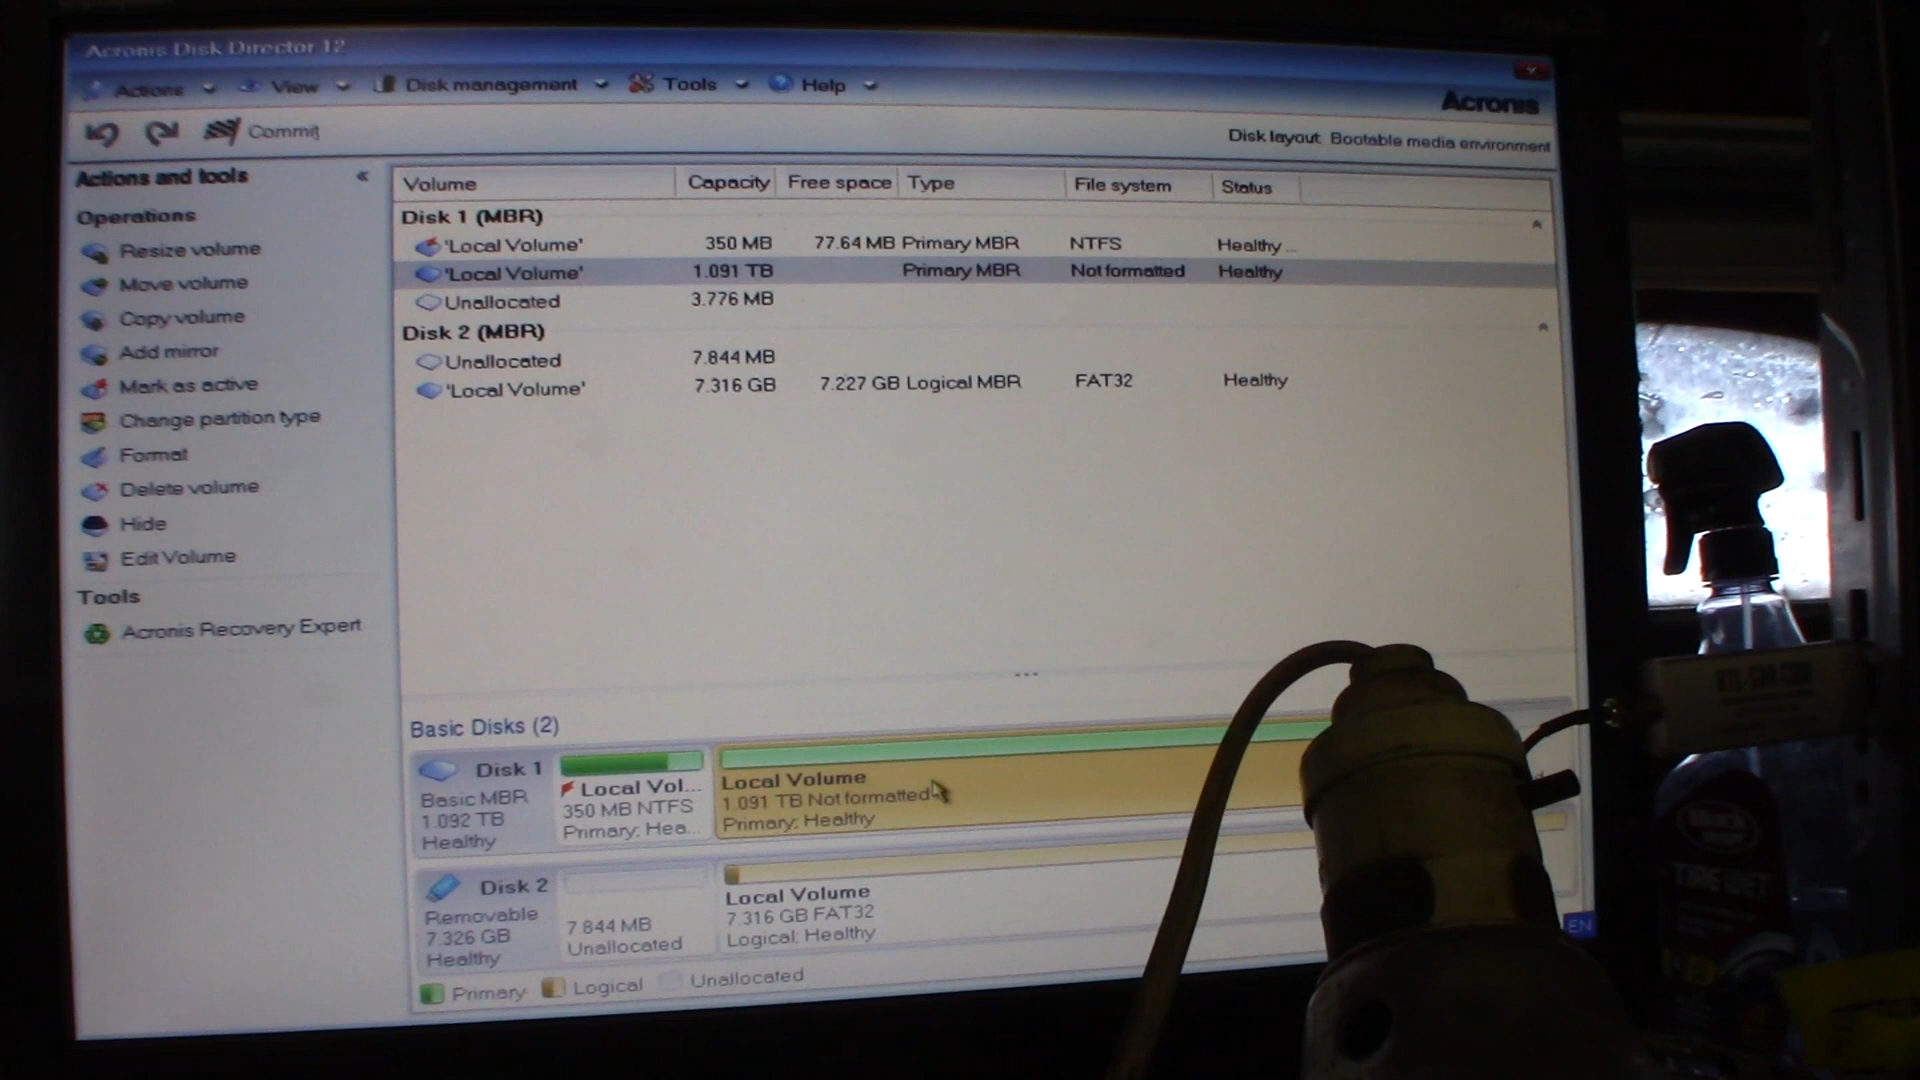 Acronis Disk Director 12
Actions View Disk management Tools Help
Acronis
Commit
Disk layout: Bootable media environment
Actions and tools
Operations
Resize volume
Move volume
Copy volume
Add mirror
Mark as active
Change partition type
Format
Delete volume
Hide
Edit Volume
Tools
Acronis Recovery Expert
Volume Capacity Free space Type File system Status
Disk 1 (MBR)
'Local Volume' 350 MB 77.64 MB Primary MBR NTFS Healthy ...
'Local Volume' 1.091 TB Primary MBR Not formatted Healthy
Unallocated 3.776 MB
Disk 2 (MBR)
Unallocated 7.844 MB
'Local Volume' 7.316 GB 7.227 GB Logical MBR FAT32 Healthy
Basic Disks (2)
Disk 1
Basic MBR
1.092 TB
Healthy
Local Vol...
350 MB NTFS
Primary; Hea...
Local Volume
1.091 TB Not formatted
Primary; Healthy
Disk 2
Removable
7.326 GB
Healthy
7.844 MB
Unallocated
Local Volume
7.316 GB FAT32
Logical; Healthy
Primary Logical Unallocated
EN
TIRE WET